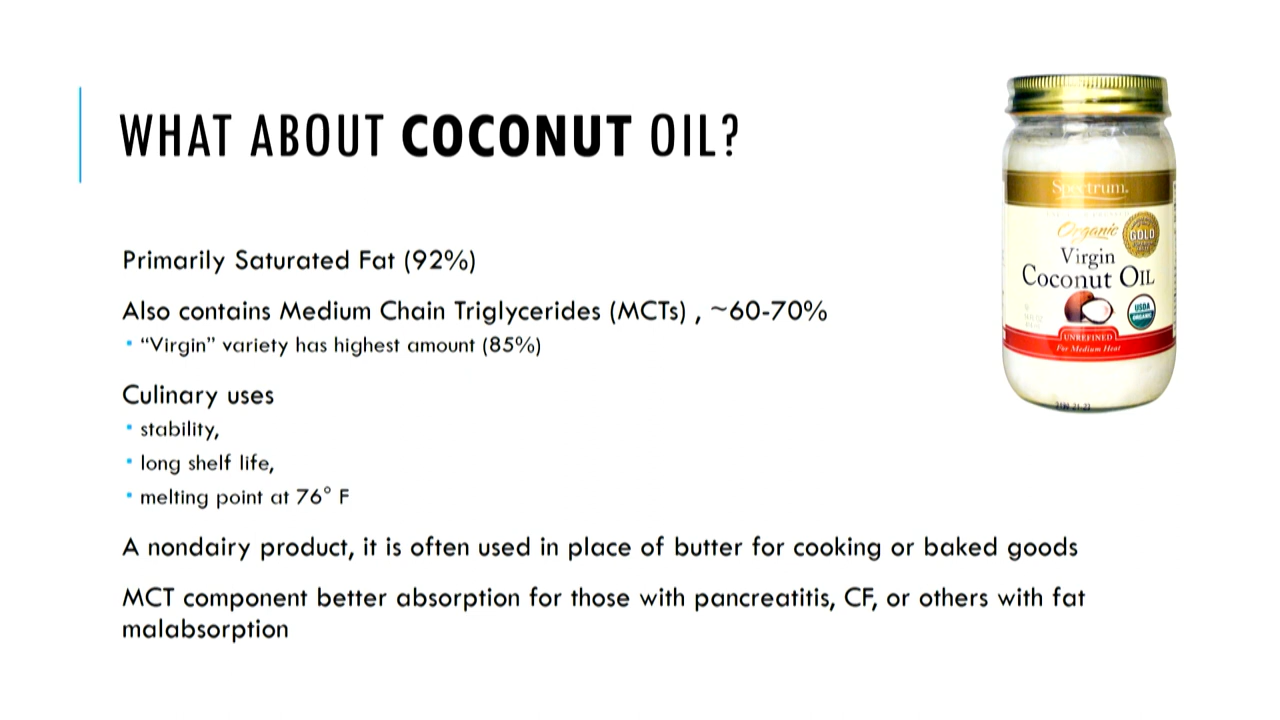 WHAT ABOUT COCONUT OIL?
Primarily Saturated Fat (92%)
Also contains Medium Chain Triglycerides (MCTs) , ~60-70%
• “Virgin” variety has highest amount (85%)
Culinary uses
• stability,
• long shelf life,
• melting point at 76° F
A nondairy product, it is often used in place of butter for cooking or baked goods
MCT component better absorption for those with pancreatitis, CF, or others with fat
malabsorption
Spectrum
Organic
GOLD
Virgin
Coconut OIL
USDA
ORGANIC
UNREFINED
For Medium Heat